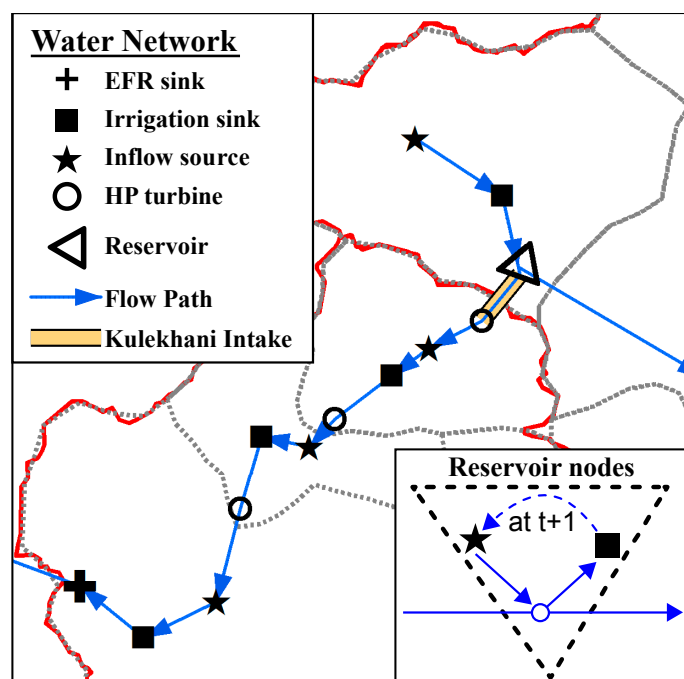 Water Network
EFR sink
Irrigation sink
Inflow source
HP turbine
Reservoir
Flow Path
Kulekhani Intake
Reservoir nodes
at t+1